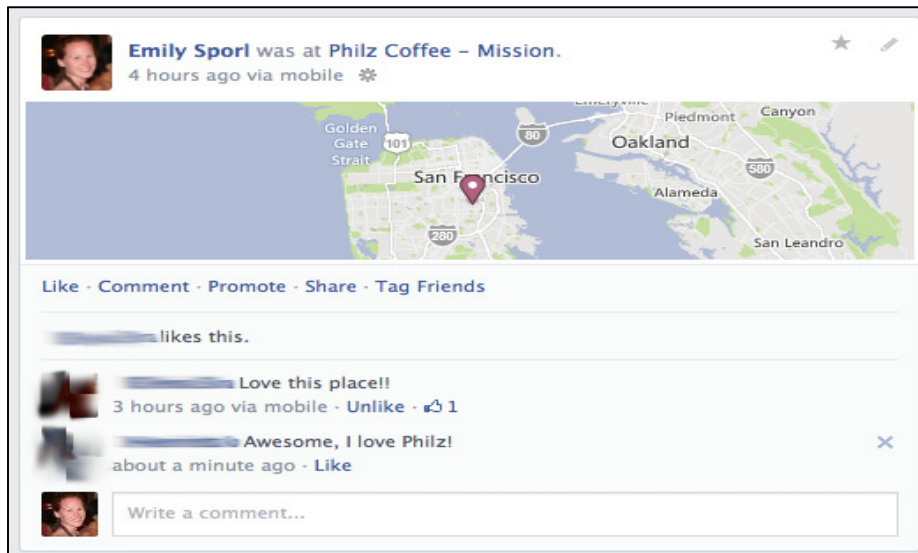 Emily Sporl was at Philz Coffee – Mission.
4 hours ago via mobile
Piedmont
Canyon
Golden
Gate
Strait
101
80
Oakland
580
San Francisco
Alameda
280
San Leandro
Like · Comment · Promote · Share · Tag Friends
likes this.
Love this place!!
3 hours ago via mobile · Unlike · 1
Awesome, I love Philz!
about a minute ago · Like
Write a comment...